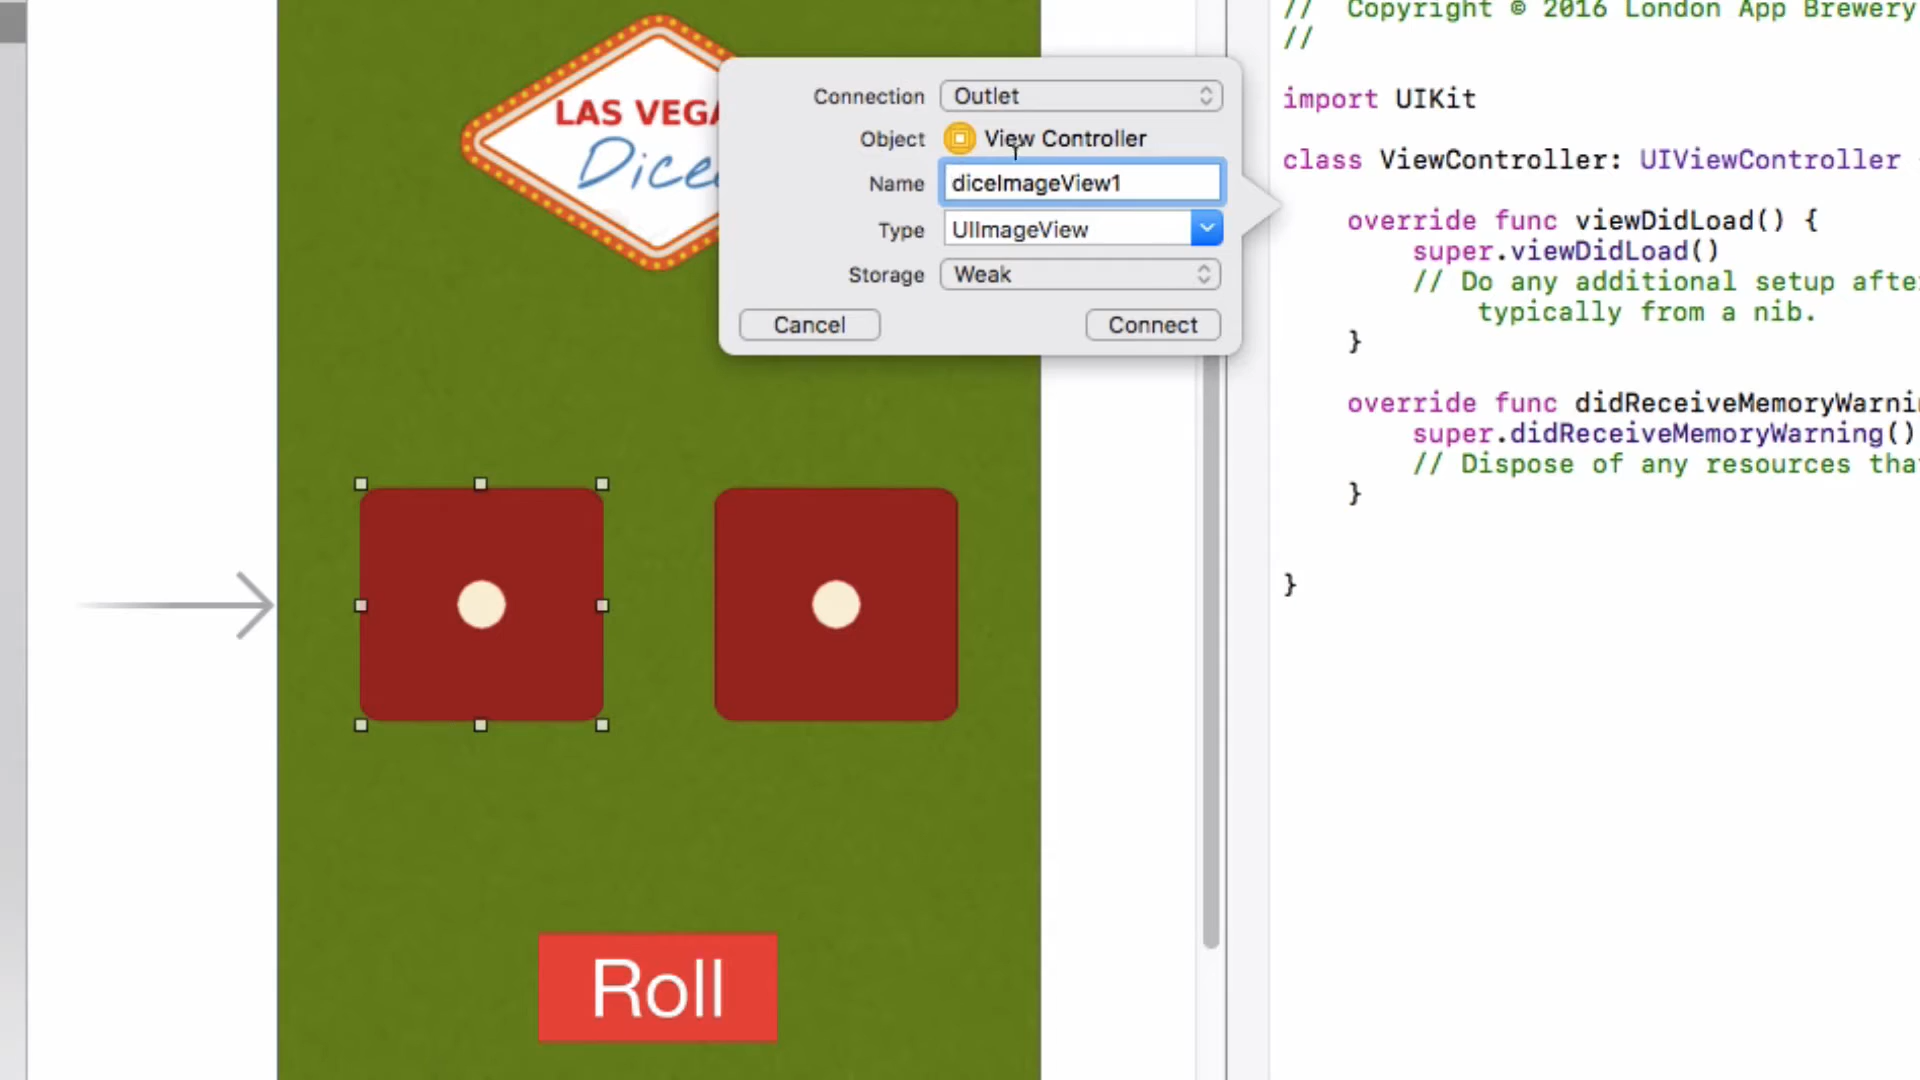 LAS VEGA
Dice
Connection Outlet
Object View Controller
Name diceImageView1
Type UIImageView
Storage Weak
Cancel Connect
Roll
// Copyright © 2016 London App Brewery
//
import UIKit
class ViewController: UIViewController
override func viewDidLoad() {
super.viewDidLoad()
// Do any additional setup afte
typically from a nib.
}
override func didReceiveMemoryWarnin
super.didReceiveMemoryWarning()
// Dispose of any resources tha
}
}